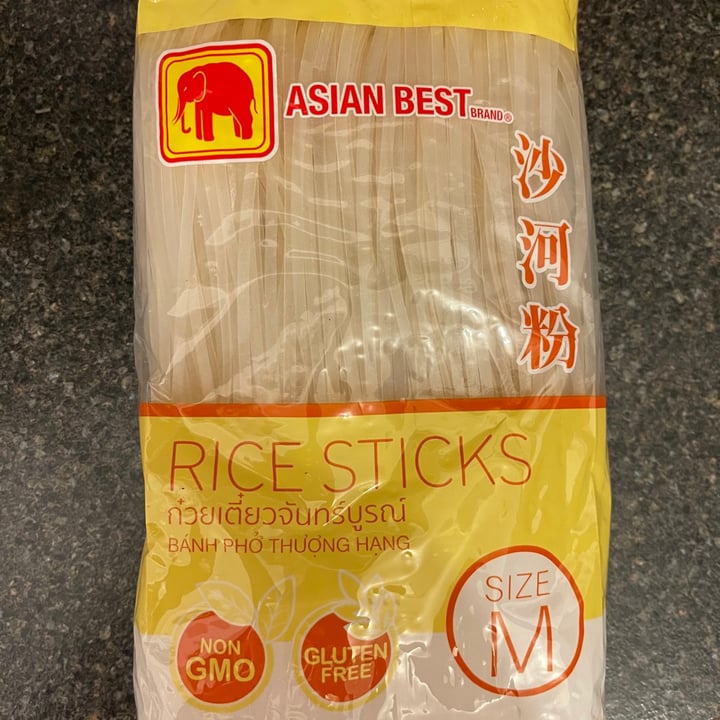 ASIAN BEST BRAND®
沙河粉
RICE STICKS
ก๋วยเตี๋ยวจันทร์บูรณ์
BÁNH PHỞ THƯỢNG HẠNG
SIZE
M
NON
GMO
GLUTEN
FREE